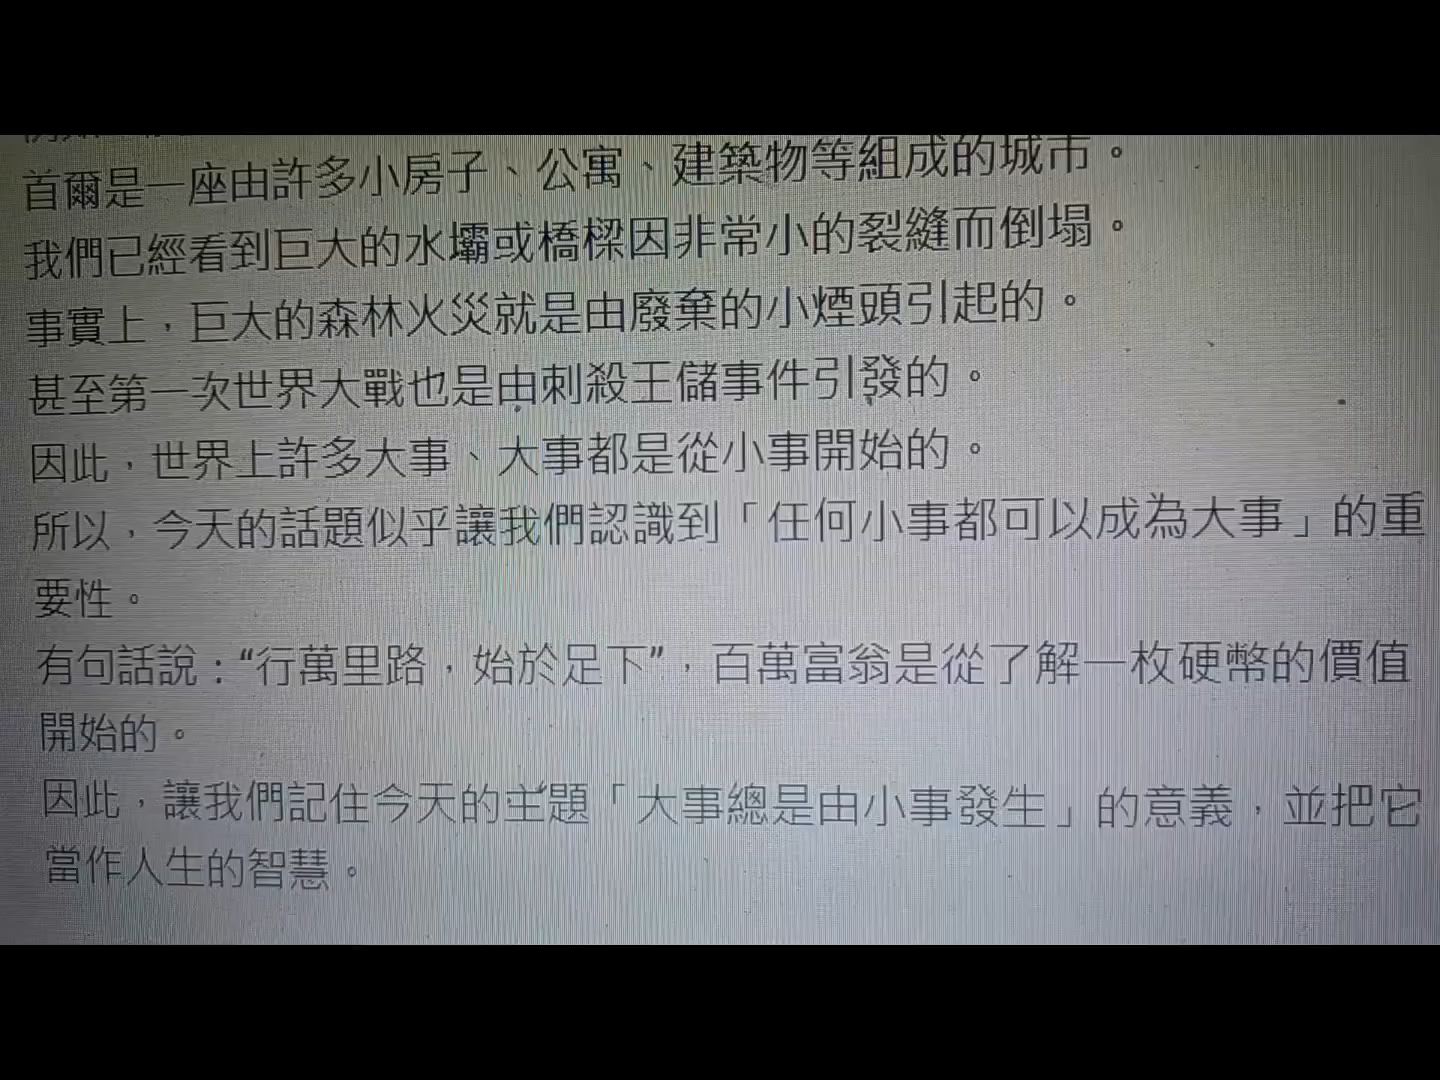 首爾是一座由許多小房子、公寓、建築物等組成的城市。
我們已經看到巨大的水壩或橋樑因非常小的裂縫而倒塌。
事實上，巨大的森林火災就是由廢棄的小煙頭引起的。
甚至第一次世界大戰也是由刺殺王儲事件引發的。
因此，世界上許多大事、大事都是從小事開始的。
所以，今天的話題似乎讓我們認識到「任何小事都可以成為大事」的重
要性。
有句話說：“行萬里路，始於足下”，百萬富翁是從了解一枚硬幣的價值
開始的。
因此，讓我們記住今天的主題「大事總是由小事發生」的意義，並把它
當作人生的智慧。